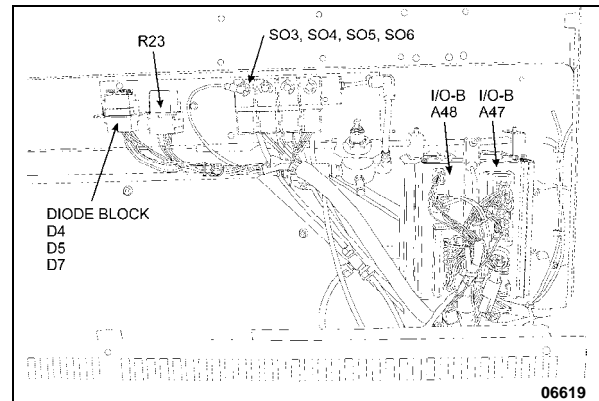 R23
SO3, SO4, SO5, SO6
I/O-B I/O-B
A48 A47
DIODE BLOCK
D4
D5
D7
06619